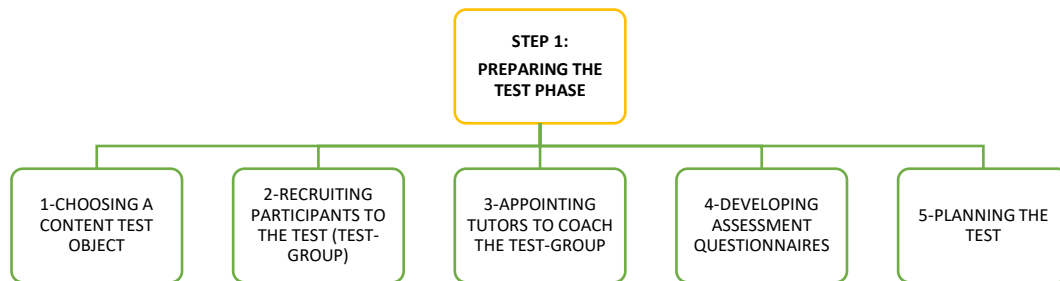 STEP 1:
PREPARING THE
TEST PHASE
1-CHOOSING A
CONTENT TEST
OBJECT
2-RECRUITING
PARTICIPANTS TO
THE TEST (TEST-
GROUP)
3-APPOINTING
TUTORS TO COACH
THE TEST-GROUP
4-DEVELOPING
ASSESSMENT
QUESTIONNAIRES
5-PLANNING THE
TEST